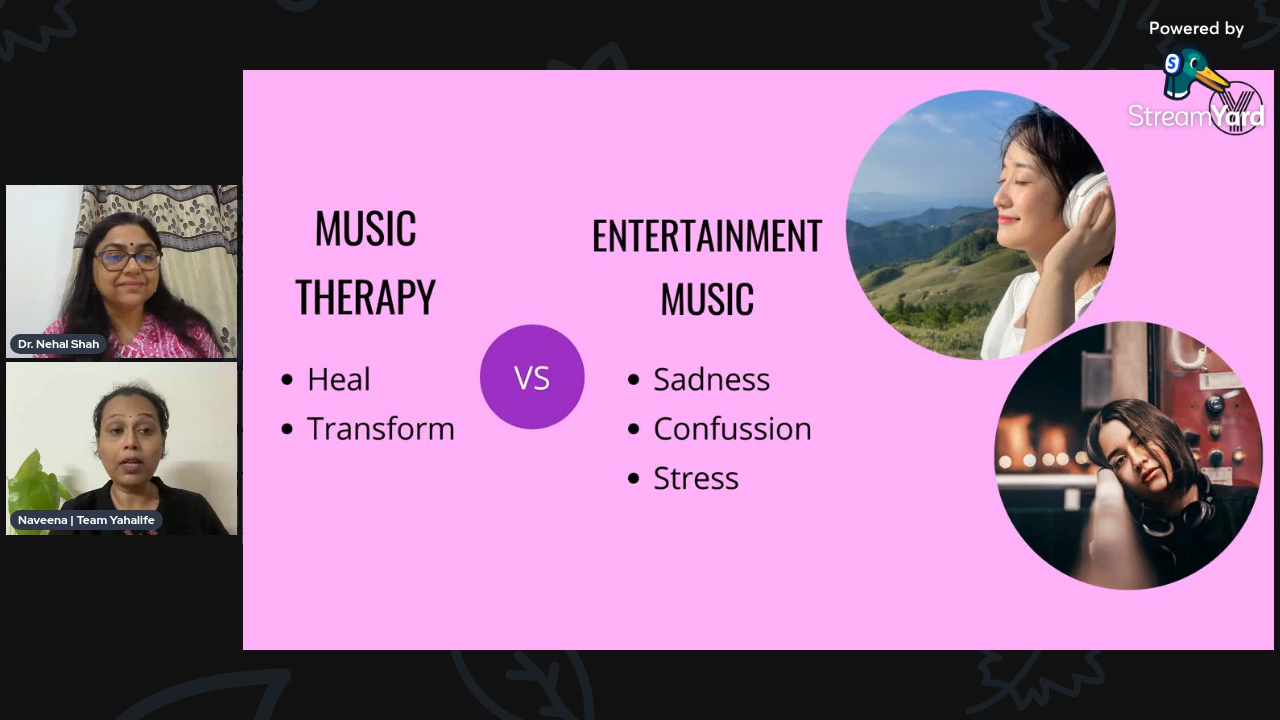 Powered by
S
StreamYard
MUSIC
THERAPY
Heal
Transform
VS
ENTERTAINMENT
MUSIC
Sadness
Confussion
Stress
Dr. Nehal Shah
Naveena | Team Yahalife